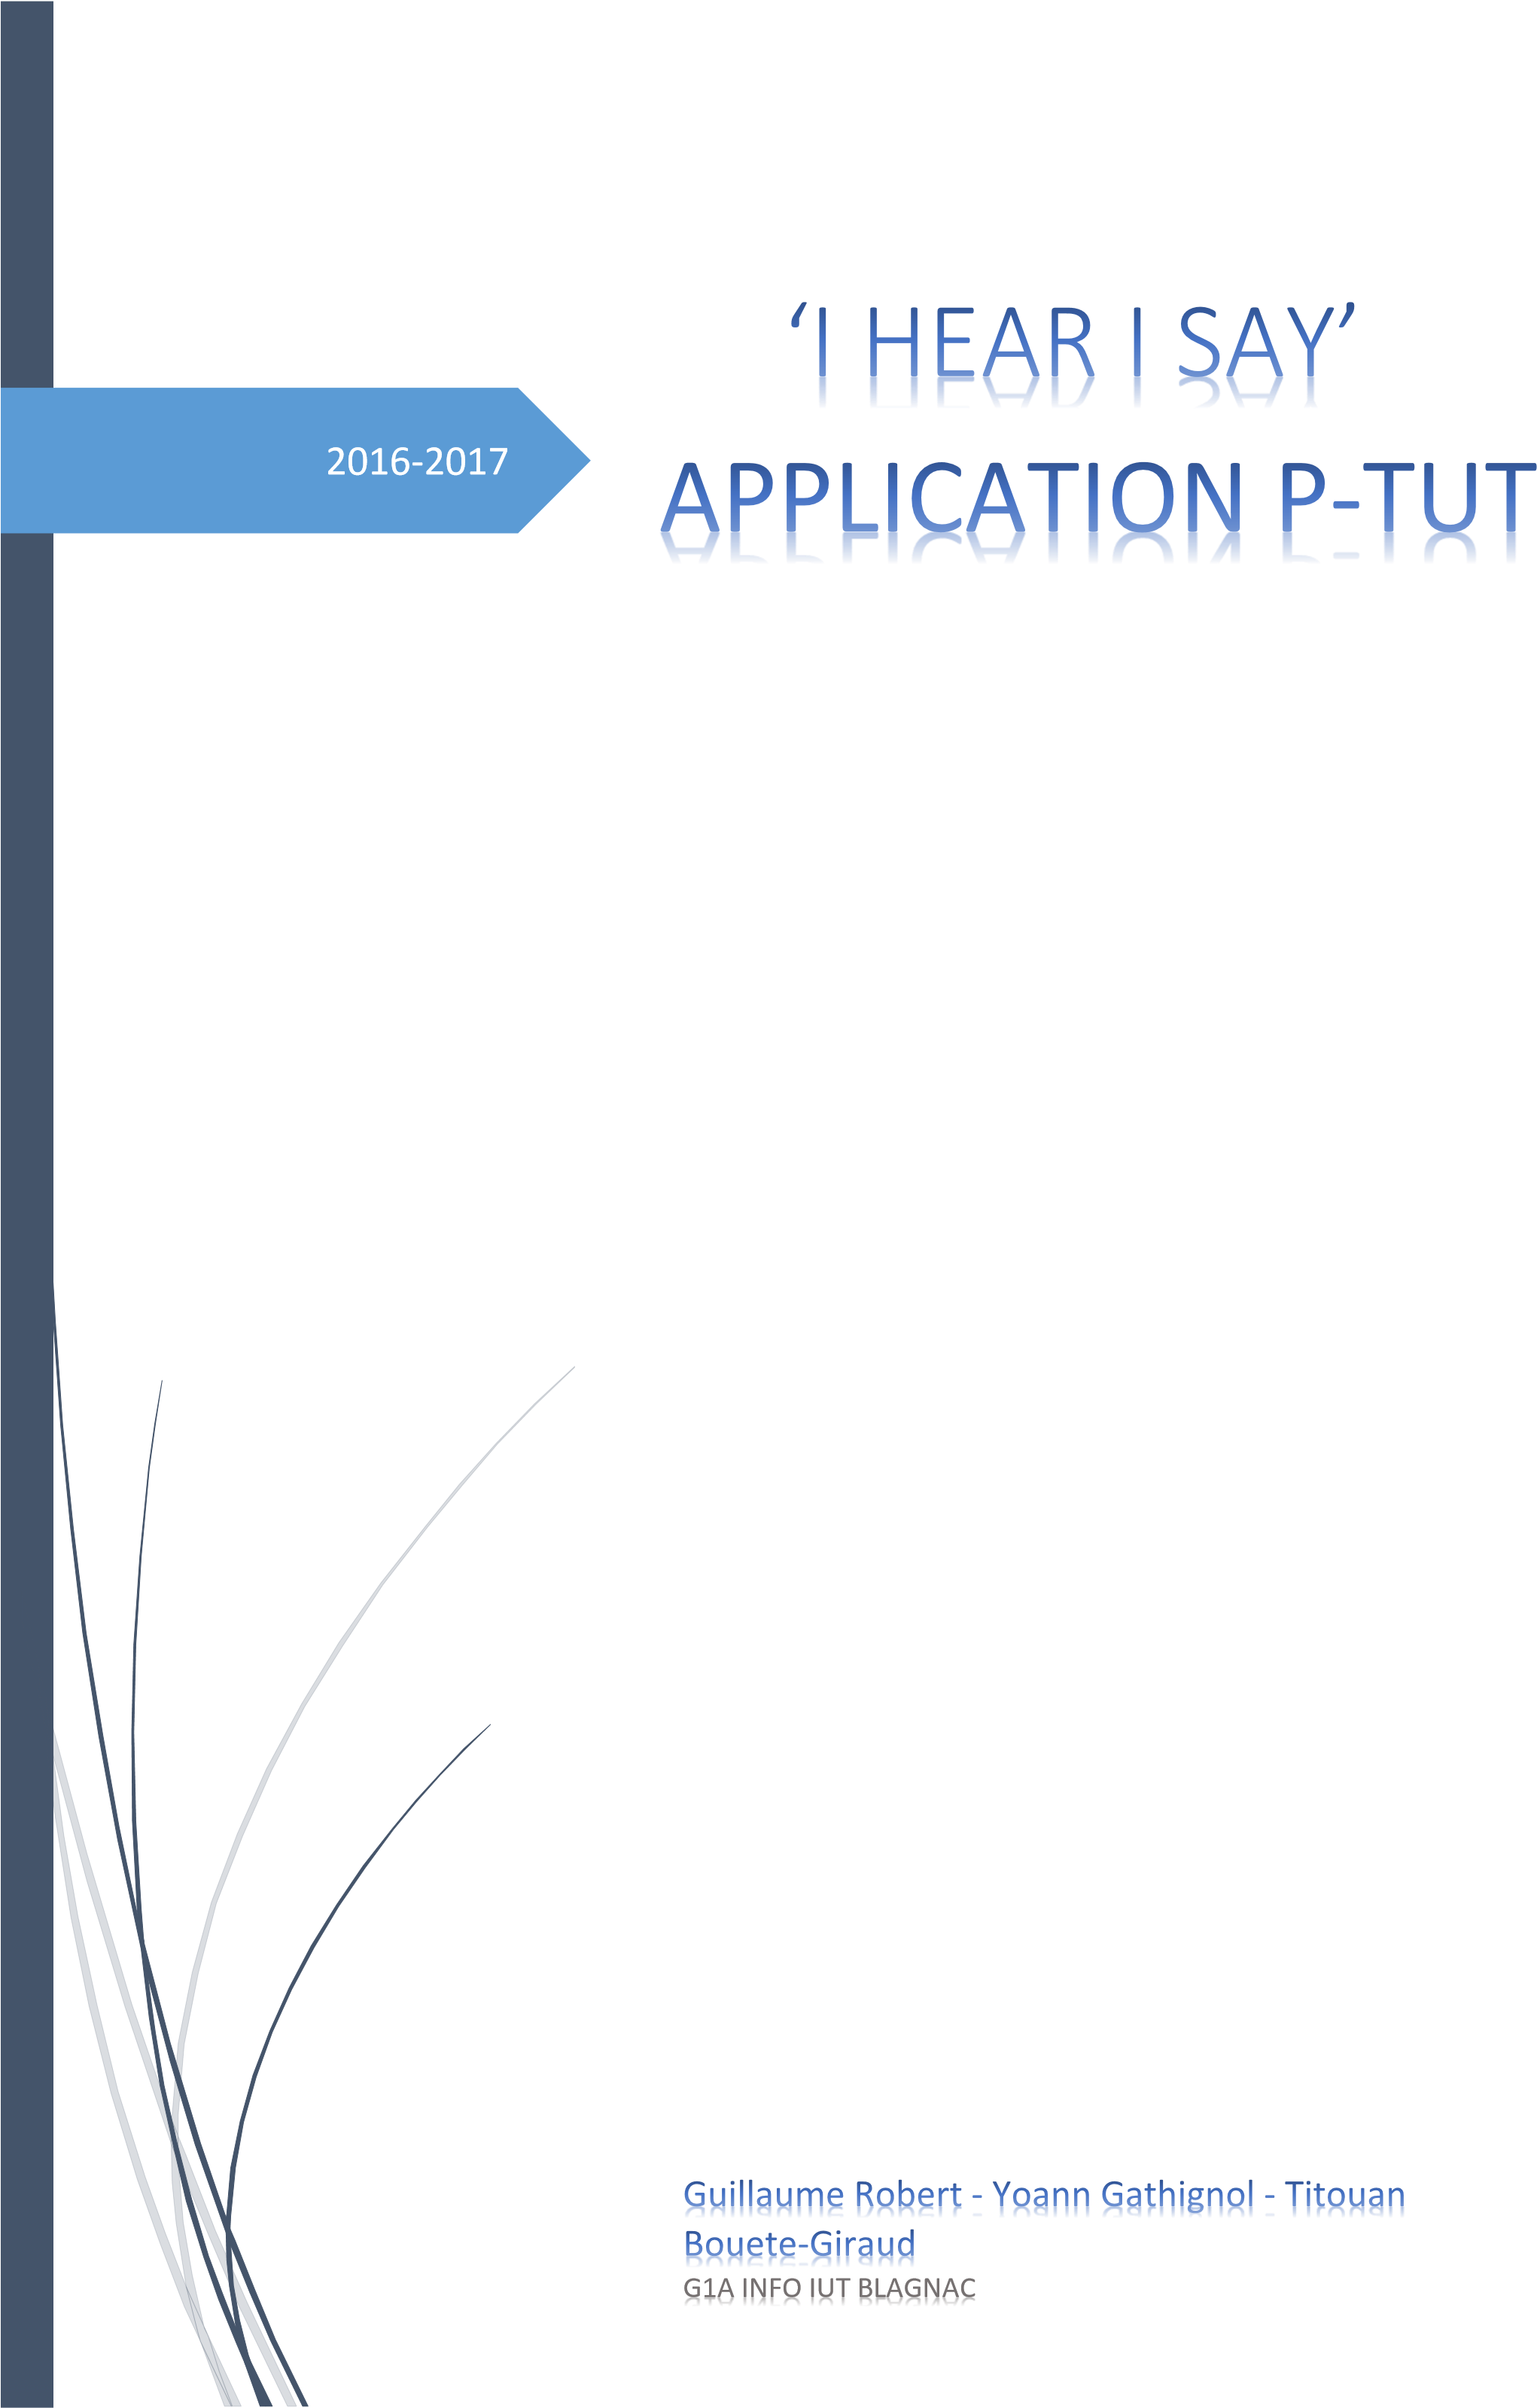 ‘I HEAR I SAY’
2016-2017
APPLICATION P-TUT
Guillaume Robert - Yoann Gathignol - Titouan
Bouete-Giraud
G1A INFO IUT BLAGNAC